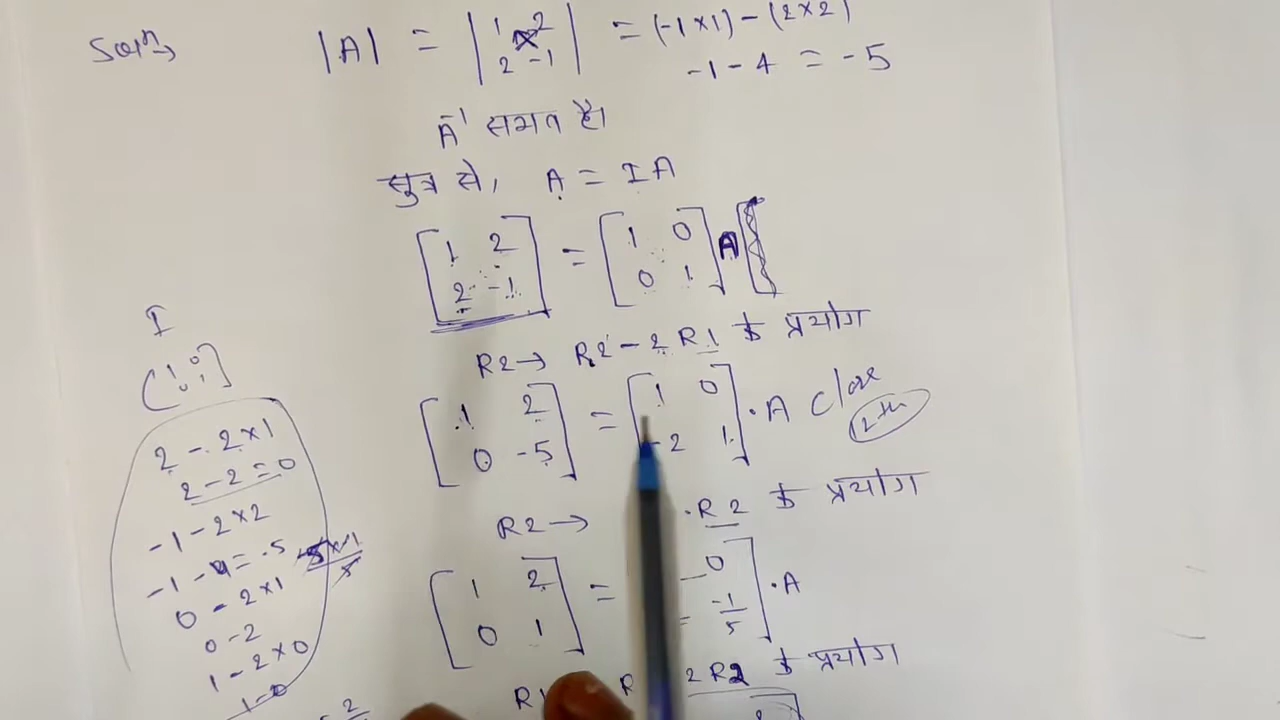 Soln,
|A| = | 1 2 | = (-1×1) - (2×2)
| 2 -1 |
-1-4 = -5
A⁻¹ संभव है।
सूत्र से, A = IA
[ 1 2 ] = [ 1 0 ] A
[ 2 -1 ] [ 0 1 ]
R2 → R2 - 2R1 के प्रयोग
[ 1 2 ] = [ 1 0 ] . A Class
[ 0 -5 ] [ -2 1 ] 12th
R2 → . R2 के प्रयोग
[ 1 2 ] = [ 0 ] . A
[ 0 1 ] [ -1/5 ]
R1 R 2R2 के प्रयोग
I
[ 1 0 ]
[ 0 1 ]
2 - 2×1
2-2=0
-1-2×2
-1-4=-5
0-2×1
0-2
1-2×0
1-0